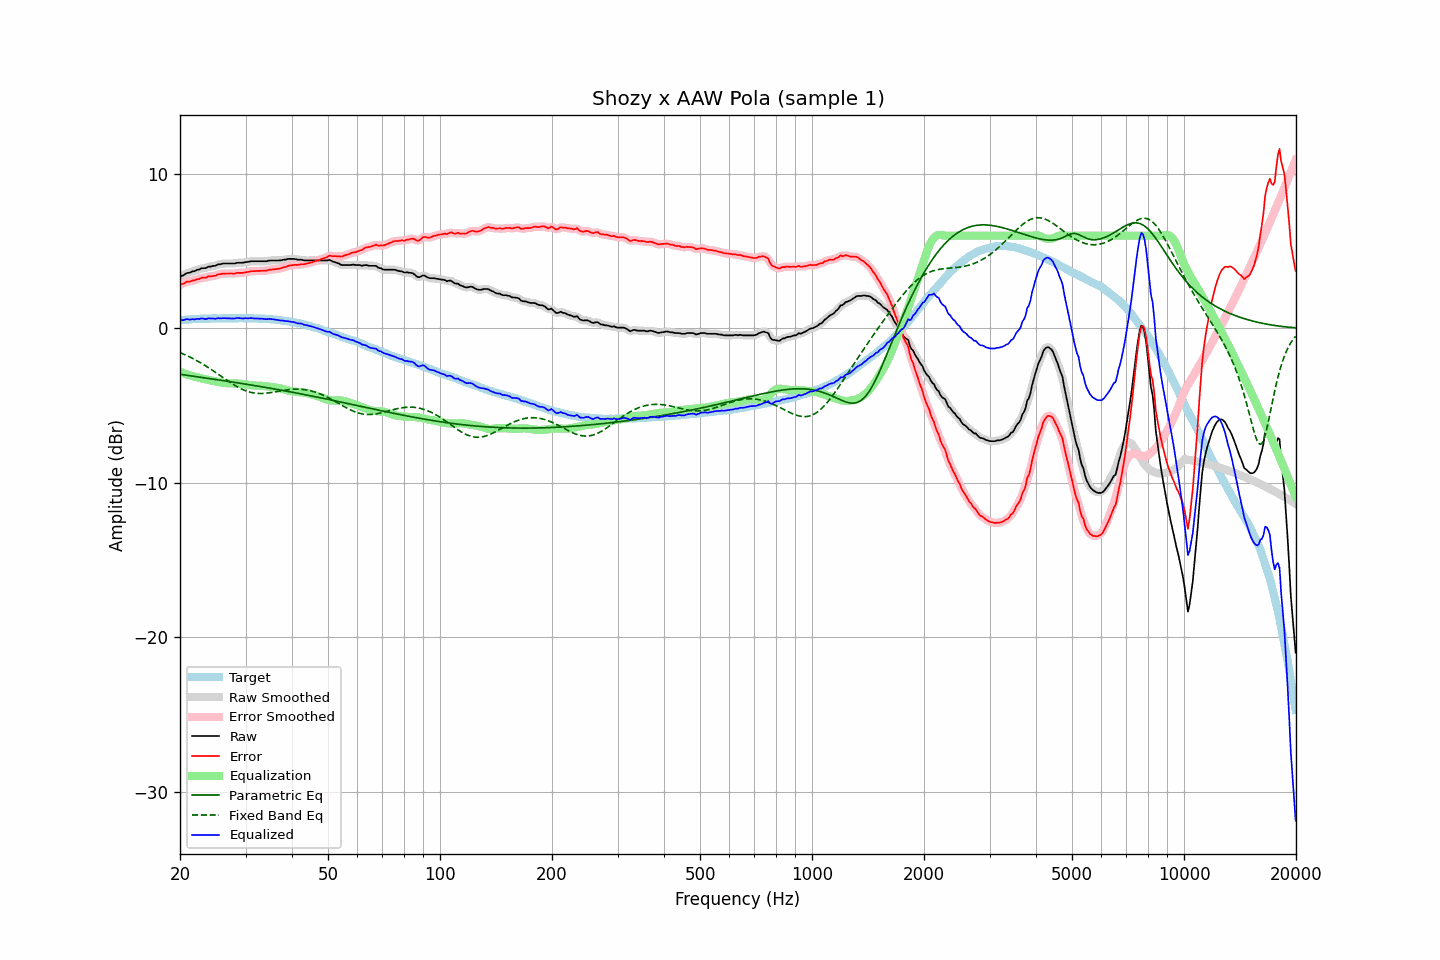 Shozy x AAW Pola (sample 1)
10
0
−10
−20
−30
Amplitude (dBr)
Target
Raw Smoothed
Error Smoothed
Raw
Error
Equalization
Parametric Eq
Fixed Band Eq
Equalized
20 50 100 200 500 1000 2000 5000 10000 20000
Frequency (Hz)